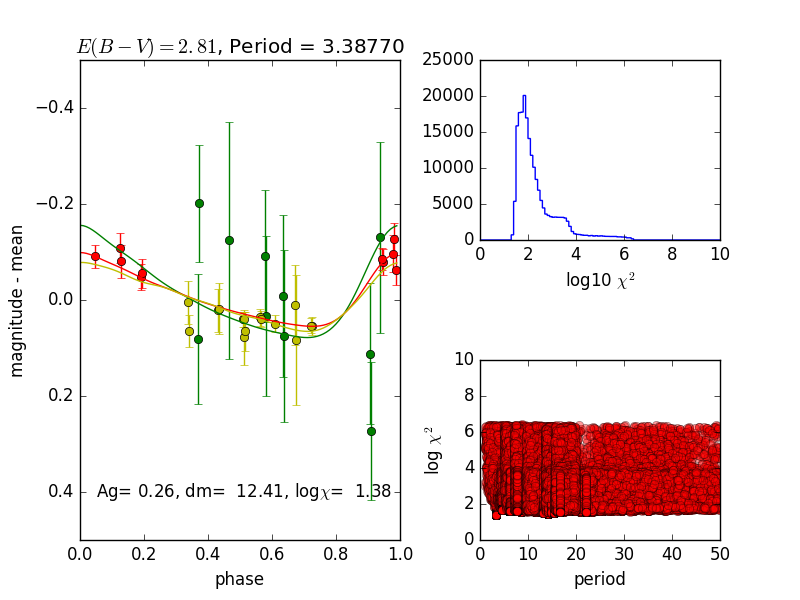 E(B − V) = 2.81, Period = 3.38770
magnitude - mean
−0.4
−0.2
0.0
0.2
0.4
Ag= 0.26, dm= 12.41, logχ= 1.38
0.0 0.2 0.4 0.6 0.8 1.0
phase
25000
20000
15000
10000
5000
0
0 2 4 6 8 10
log10 χ²
log χ²
10
8
6
4
2
0
0 10 20 30 40 50
period